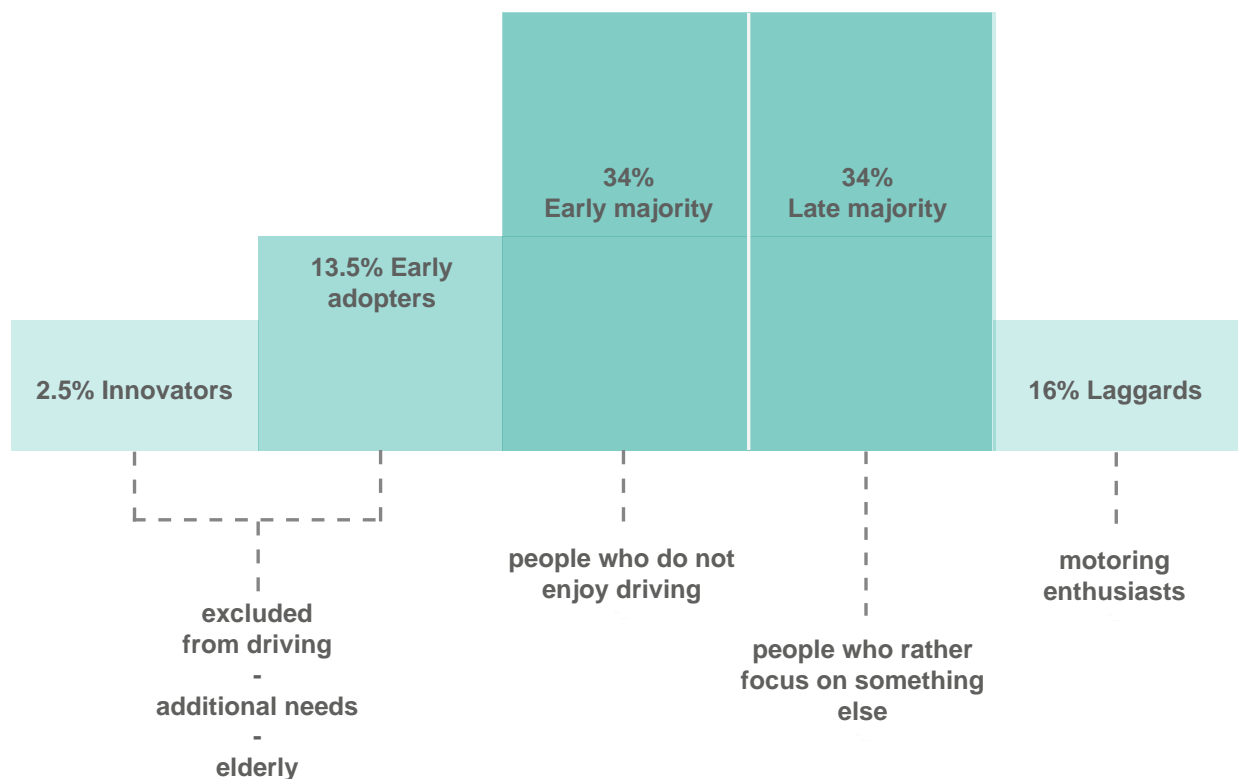 34%
Early majority
34%
Late majority
13.5% Early
adopters
2.5% Innovators
16% Laggards
people who do not
enjoy driving
motoring
enthusiasts
excluded
from driving
-
additional needs
-
elderly
people who rather
focus on something
else